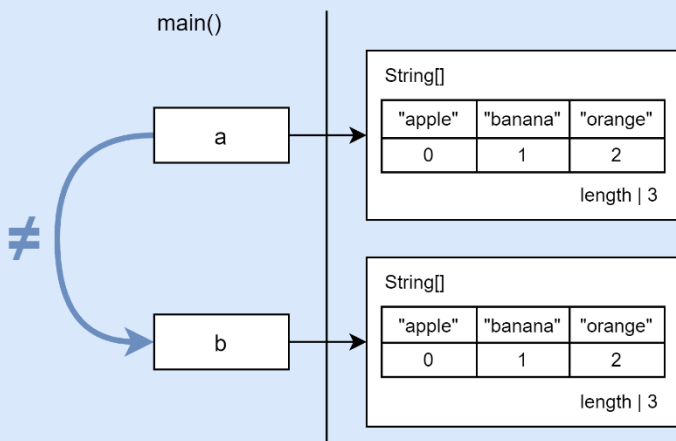 main()
String[]
"apple" "banana" "orange"
0 1 2
length | 3
a
≠
String[]
"apple" "banana" "orange"
0 1 2
length | 3
b